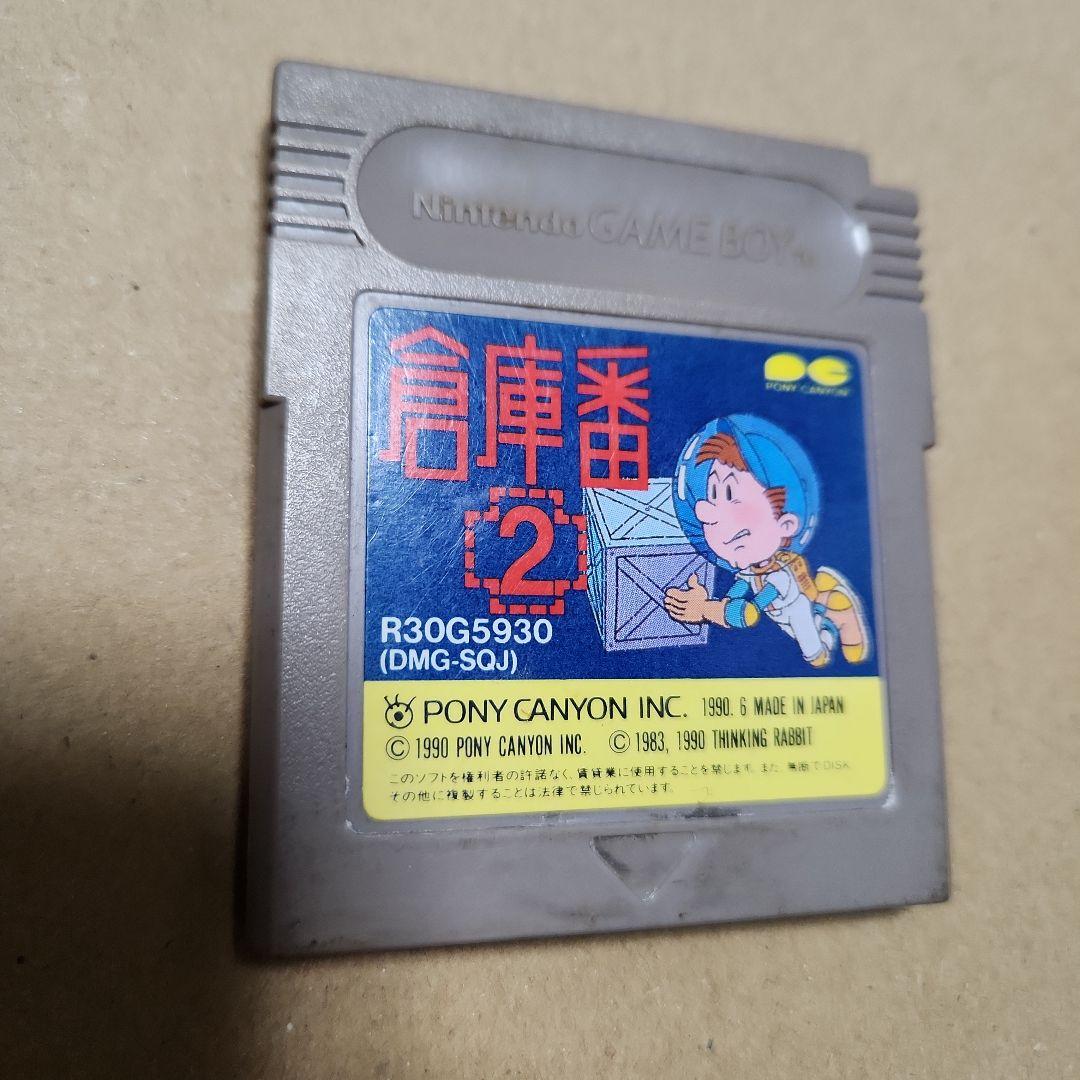 Nintendo GAME BOY™
倉庫番
PONY CANYON
2
R30G5930
(DMG-SQJ)
PONY CANYON INC. 1990. 6 MADE IN JAPAN
© 1990 PONY CANYON INC. © 1983, 1990 THINKING RABBIT
このソフトを権利者の許諾なく、賃貸業に使用することを禁じます。また、無断でDISK
その他に複製することは法律で禁じられています。